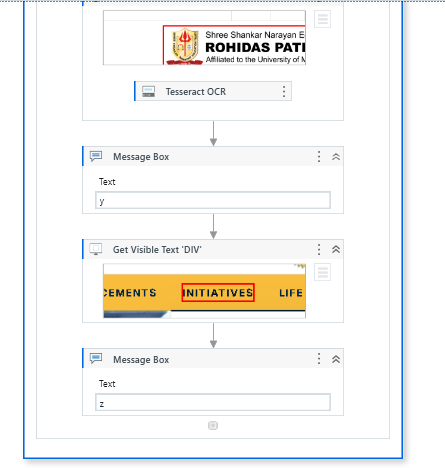 Shree Shankar Narayan E
ROHIDAS PATI
Affiliated to the University of M
Tesseract OCR
Message Box
Text
y
Get Visible Text 'DIV'
CEMENTS INITIATIVES LIFE
Message Box
Text
z